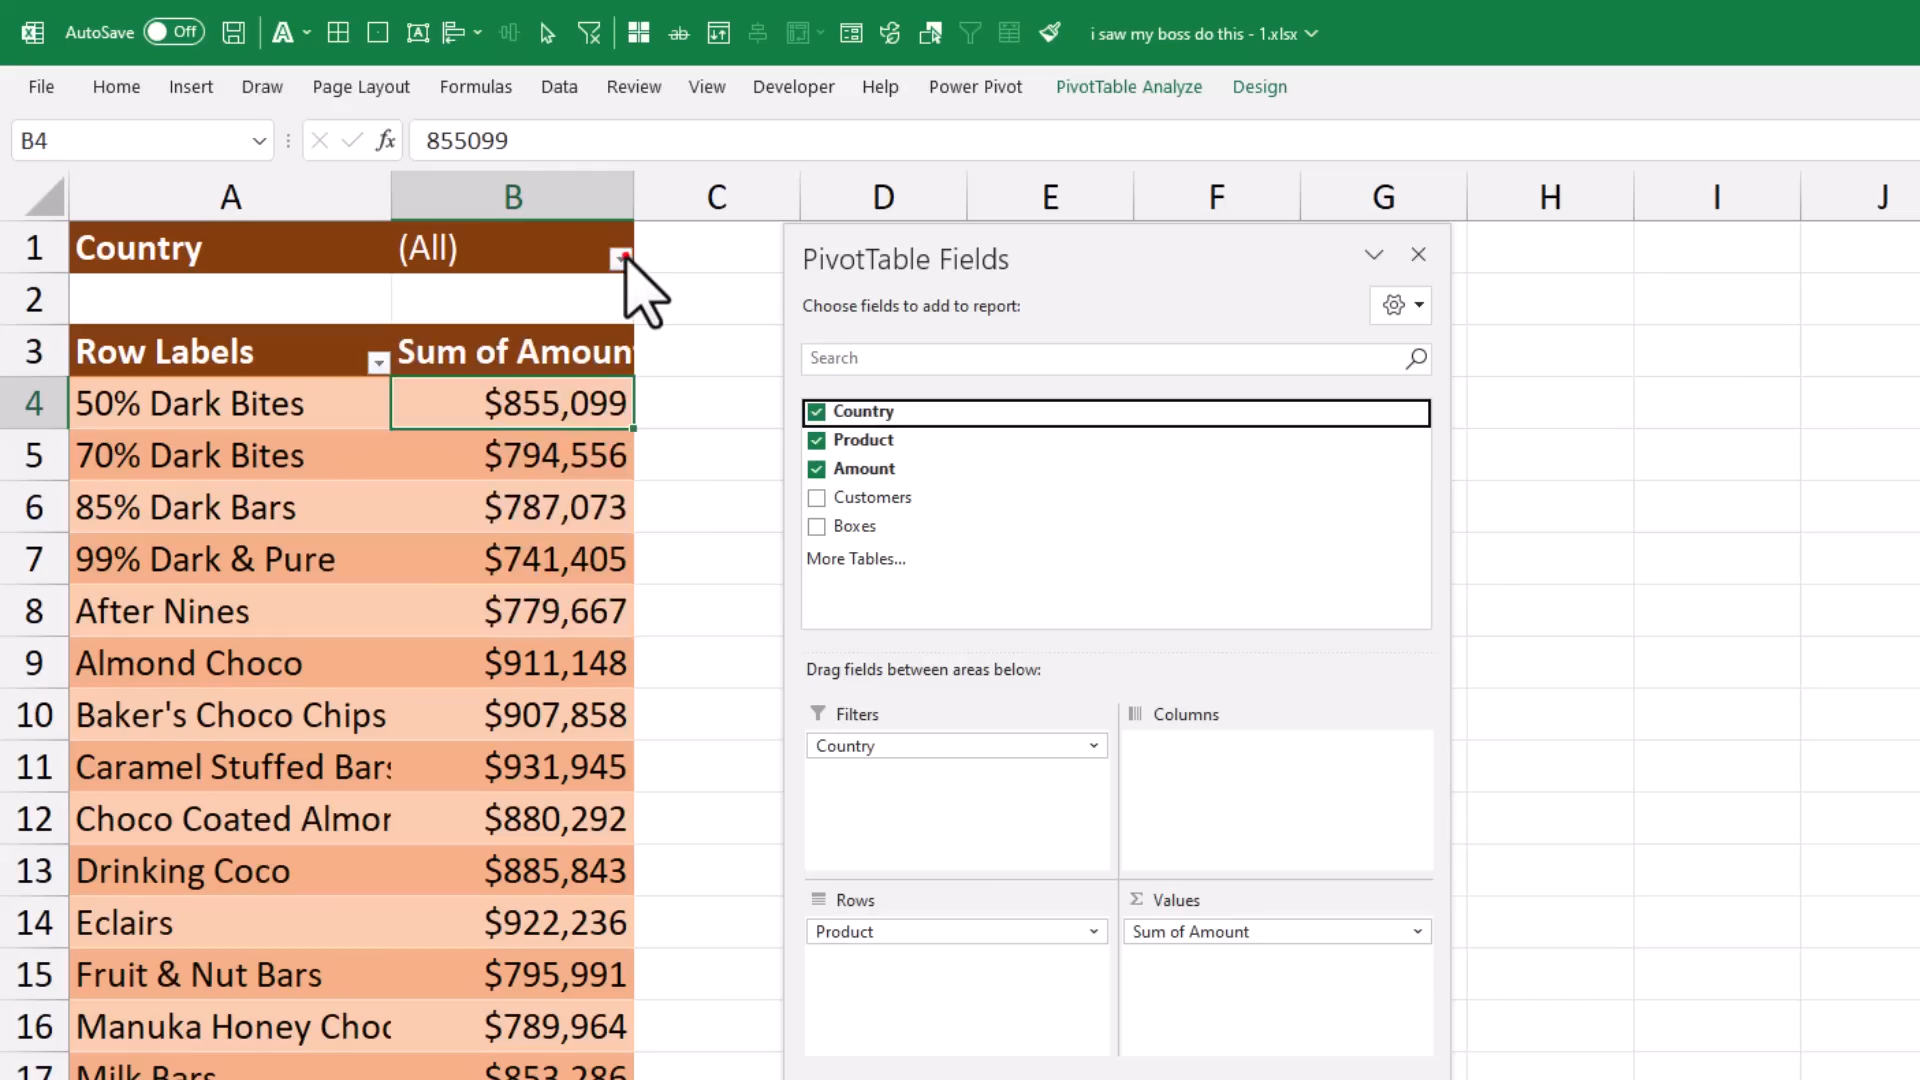 AutoSave Off
i saw my boss do this - 1.xlsx
File Home Insert Draw Page Layout Formulas Data Review View Developer Help Power Pivot PivotTable Analyze Design
B4 fx 855099
A B C D E F G H I J
1 Country (All)
2
3 Row Labels Sum of Amoun
4 50% Dark Bites $855,099
5 70% Dark Bites $794,556
6 85% Dark Bars $787,073
7 99% Dark & Pure $741,405
8 After Nines $779,667
9 Almond Choco $911,148
10 Baker's Choco Chips $907,858
11 Caramel Stuffed Bars $931,945
12 Choco Coated Almor $880,292
13 Drinking Coco $885,843
14 Eclairs $922,236
15 Fruit & Nut Bars $795,991
16 Manuka Honey Choc $789,964
17 Milk Bars $853,286
PivotTable Fields
Choose fields to add to report:
Search
Country
Product
Amount
Customers
Boxes
More Tables...
Drag fields between areas below:
Filters
Country
Columns
Rows
Product
Σ Values
Sum of Amount